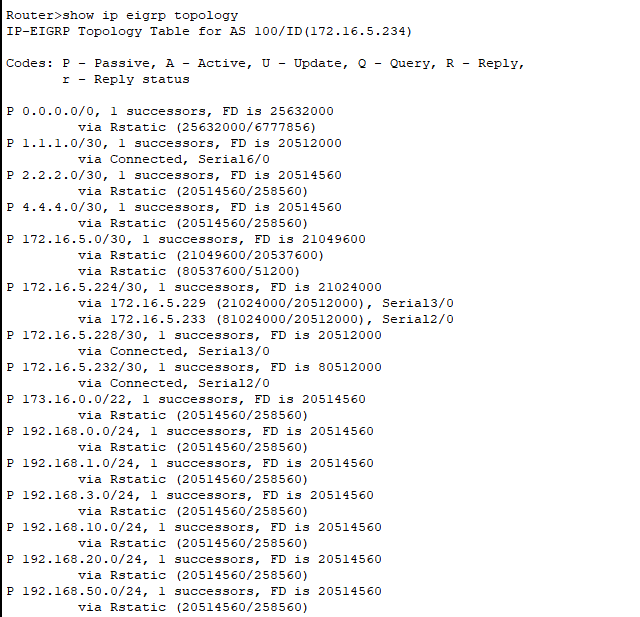 Router>show ip eigrp topology
IP-EIGRP Topology Table for AS 100/ID(172.16.5.234)
Codes: P - Passive, A - Active, U - Update, Q - Query, R - Reply,
r - Reply status
P 0.0.0.0/0, 1 successors, FD is 25632000
via Rstatic (25632000/6777856)
P 1.1.1.0/30, 1 successors, FD is 20512000
via Connected, Serial6/0
P 2.2.2.0/30, 1 successors, FD is 20514560
via Rstatic (20514560/258560)
P 4.4.4.0/30, 1 successors, FD is 20514560
via Rstatic (20514560/258560)
P 172.16.5.0/30, 1 successors, FD is 21049600
via Rstatic (21049600/20537600)
via Rstatic (80537600/51200)
P 172.16.5.224/30, 1 successors, FD is 21024000
via 172.16.5.229 (21024000/20512000), Serial3/0
via 172.16.5.233 (81024000/20512000), Serial2/0
P 172.16.5.228/30, 1 successors, FD is 20512000
via Connected, Serial3/0
P 172.16.5.232/30, 1 successors, FD is 80512000
via Connected, Serial2/0
P 173.16.0.0/22, 1 successors, FD is 20514560
via Rstatic (20514560/258560)
P 192.168.0.0/24, 1 successors, FD is 20514560
via Rstatic (20514560/258560)
P 192.168.1.0/24, 1 successors, FD is 20514560
via Rstatic (20514560/258560)
P 192.168.3.0/24, 1 successors, FD is 20514560
via Rstatic (20514560/258560)
P 192.168.10.0/24, 1 successors, FD is 20514560
via Rstatic (20514560/258560)
P 192.168.20.0/24, 1 successors, FD is 20514560
via Rstatic (20514560/258560)
P 192.168.50.0/24, 1 successors, FD is 20514560
via Rstatic (20514560/258560)